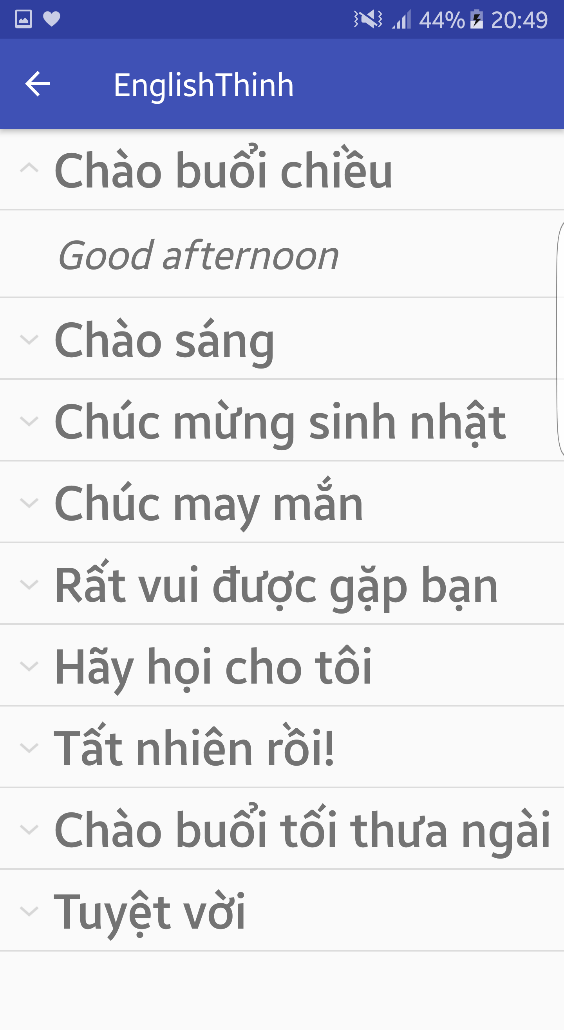 44% 20:49
EnglishThinh
Chào buổi chiều
Good afternoon
Chào sáng
Chúc mừng sinh nhật
Chúc may mắn
Rất vui được gặp bạn
Hãy họi cho tôi
Tất nhiên rồi!
Chào buổi tối thưa ngài
Tuyệt vời